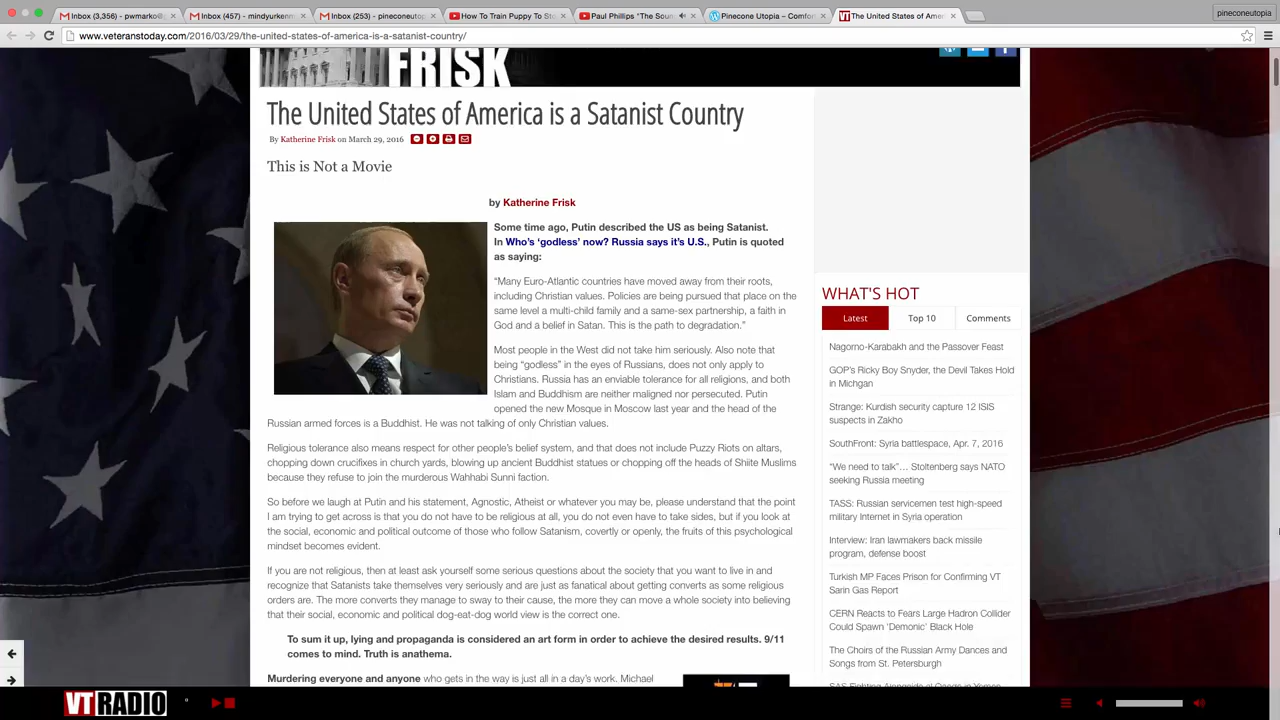 Inbox (3,356) - pwmarko
Inbox (457) - mindyurken
Inbox (253) - pineconeutop
How To Train Puppy To Sto
Paul Phillips "The Soun
Pinecone Utopia – Comfor
The United States of Amer
pineconeutopia
www.veteranstoday.com/2016/03/29/the-united-states-of-america-is-a-satanist-country/
FRISK
The United States of America is a Satanist Country
By Katherine Frisk on March 29, 2016
This is Not a Movie
by Katherine Frisk
Some time ago, Putin described the US as being Satanist.
In Who's 'godless' now? Russia says it's U.S., Putin is quoted
as saying:
"Many Euro-Atlantic countries have moved away from their roots,
including Christian values. Policies are being pursued that place on the
same level a multi-child family and a same-sex partnership, a faith in
God and a belief in Satan. This is the path to degradation."
Most people in the West did not take him seriously. Also note that
being "godless" in the eyes of Russians, does not only apply to
Christians. Russia has an enviable tolerance for all religions, and both
Islam and Buddhism are neither maligned nor persecuted. Putin
opened the new Mosque in Moscow last year and the head of the
Russian armed forces is a Buddhist. He was not talking of only Christian values.
Religious tolerance also means respect for other people's belief system, and that does not include Puzzy Riots on altars,
chopping down crucifixes in church yards, blowing up ancient Buddhist statues or chopping off the heads of Shiite Muslims
because they refuse to join the murderous Wahhabi Sunni faction.
So before we laugh at Putin and his statement, Agnostic, Atheist or whatever you may be, please understand that the point
I am trying to get across is that you do not have to be religious at all, you do not even have to take sides, but if you look at
the social, economic and political outcome of those who follow Satanism, covertly or openly, the fruits of this psychological
mindset becomes evident.
If you are not religious, then at least ask yourself some serious questions about the society that you want to live in and
recognize that Satanists take themselves very seriously and are just as fanatical about getting converts as some religious
orders are. The more converts they manage to sway to their cause, the more they can move a whole society into believing
that their social, economic and political dog-eat-dog world view is the correct one.
To sum it up, lying and propaganda is considered an art form in order to achieve the desired results. 9/11
comes to mind. Truth is anathema.
Murdering everyone and anyone who gets in the way is just all in a day's work. Michael
WHAT'S HOT
Latest
Top 10
Comments
Nagorno-Karabakh and the Passover Feast
GOP's Ricky Boy Snyder, the Devil Takes Hold
in Michgan
Strange: Kurdish security capture 12 ISIS
suspects in Zakho
SouthFront: Syria battlespace, Apr. 7, 2016
"We need to talk"… Stoltenberg says NATO
seeking Russia meeting
TASS: Russian servicemen test high-speed
military Internet in Syria operation
Interview: Iran lawmakers back missile
program, defense boost
Turkish MP Faces Prison for Confirming VT
Sarin Gas Report
CERN Reacts to Fears Large Hadron Collider
Could Spawn 'Demonic' Black Hole
The Choirs of the Russian Army Dances and
Songs from St. Petersburgh
SAS Fighting Alongside al Qaeda in Yemen
VT RADIO